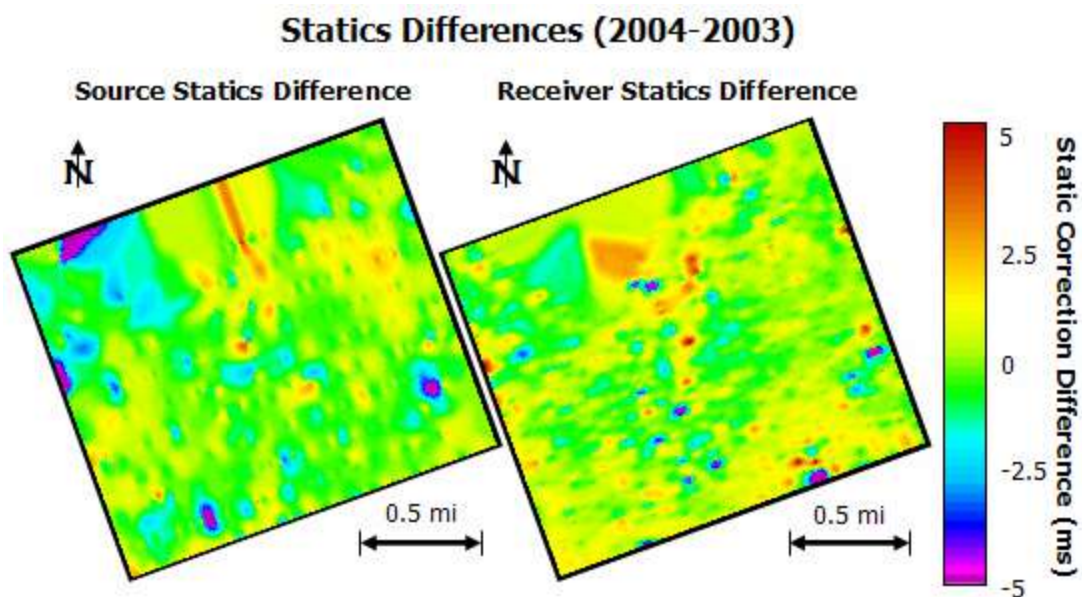 Statics Differences (2004-2003)
Source Statics Difference
Receiver Statics Difference
N
N
5
2.5
0
-2.5
-5
Static Correction Difference (ms)
0.5 mi
0.5 mi